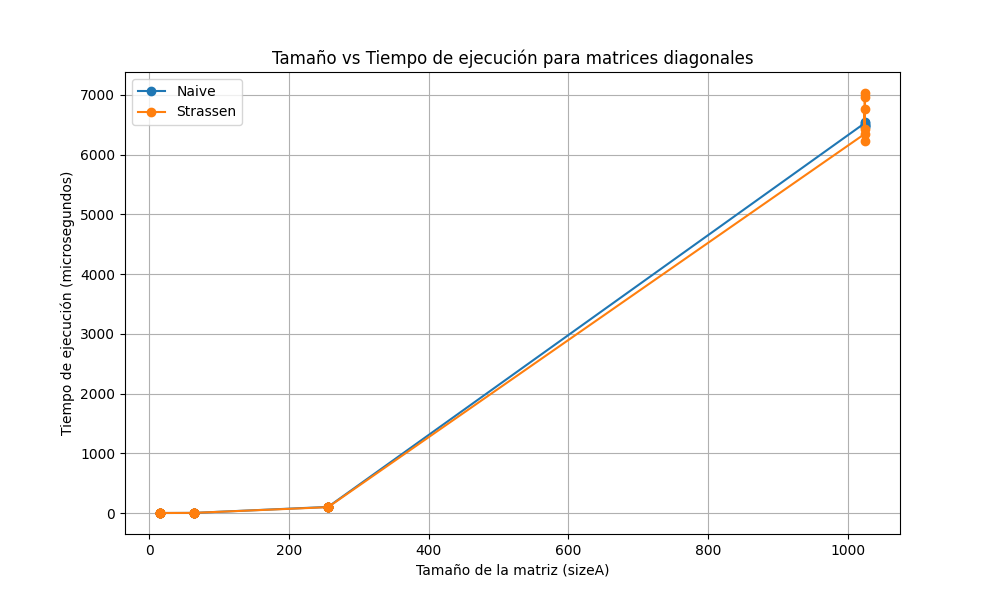 Tamaño vs Tiempo de ejecución para matrices diagonales
Naive
Strassen
7000
6000
5000
4000
3000
2000
1000
0
Tiempo de ejecución (microsegundos)
0 200 400 600 800 1000
Tamaño de la matriz (sizeA)